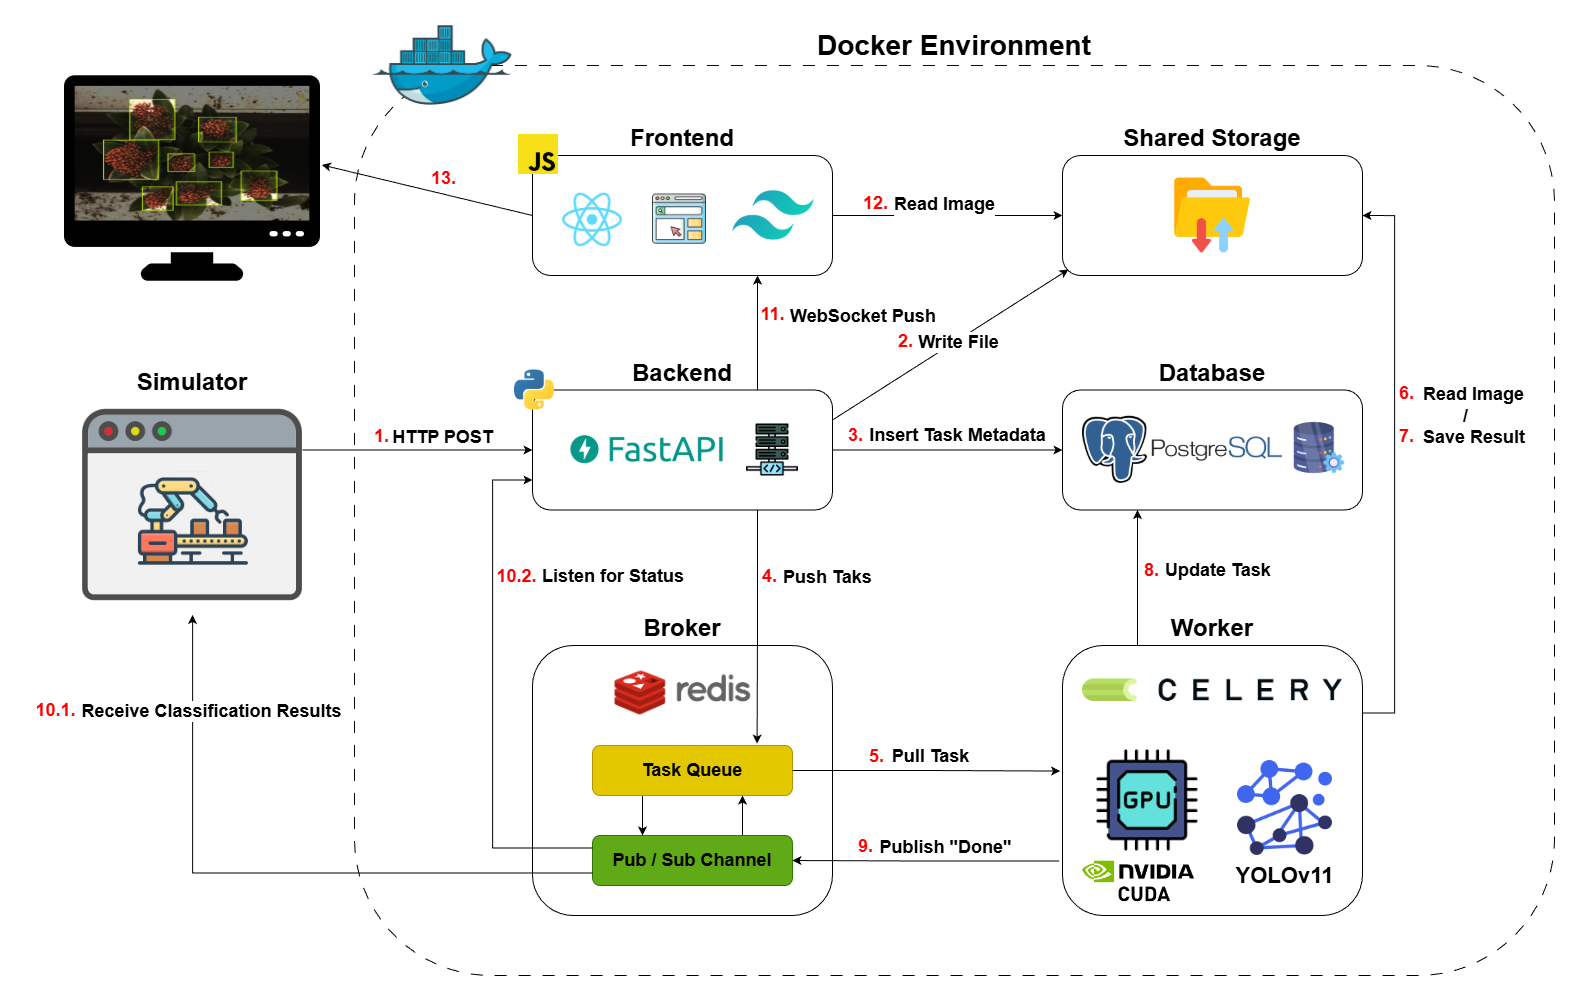 Docker Environment
Frontend
Shared Storage
JS
13.
12. Read Image
11. WebSocket Push
2. Write File
Simulator
Backend
Database
1. HTTP POST
FastAPI
</>
3. Insert Task Metadata
PostgreSQL
6. Read Image
/
7. Save Result
10.2. Listen for Status
4. Push Taks
8. Update Task
Broker
Worker
redis
CELERY
10.1. Receive Classification Results
Task Queue
5. Pull Task
GPU
Pub / Sub Channel
9. Publish "Done"
NVIDIA
CUDA
YOLOv11